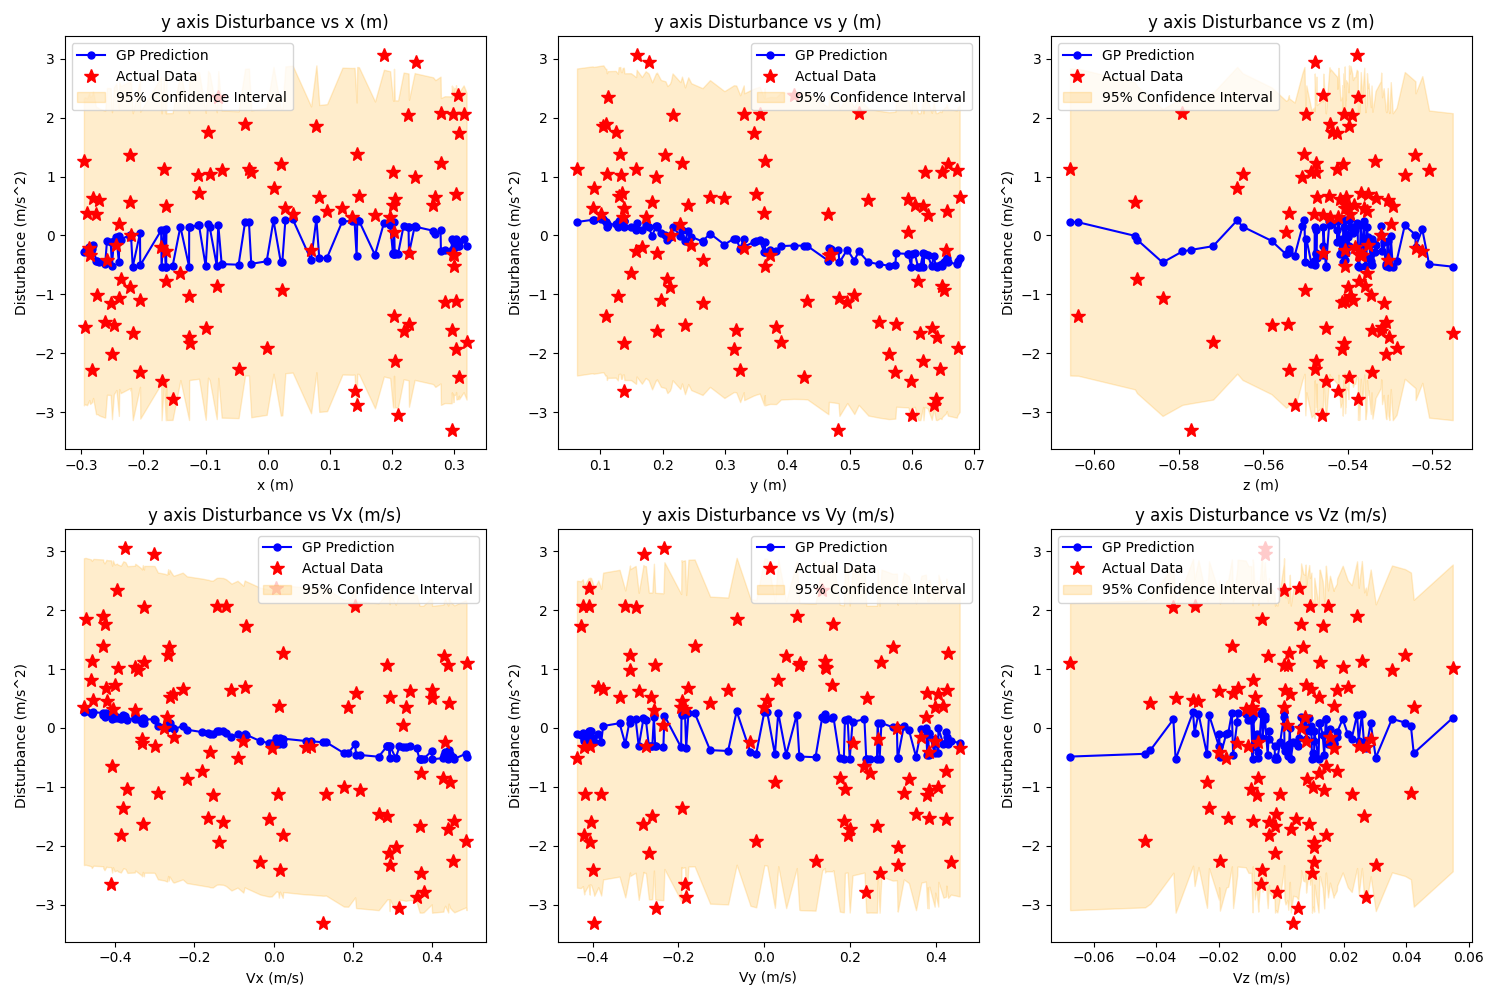 y axis Disturbance vs x (m)
Disturbance (m/s^2)
3
2
1
0
−1
−2
−3
GP Prediction
Actual Data
95% Confidence Interval
−0.3 −0.2 −0.1 0.0 0.1 0.2 0.3
x (m)
y axis Disturbance vs y (m)
Disturbance (m/s^2)
3
2
1
0
−1
−2
−3
GP Prediction
Actual Data
95% Confidence Interval
0.1 0.2 0.3 0.4 0.5 0.6 0.7
y (m)
y axis Disturbance vs z (m)
Disturbance (m/s^2)
3
2
1
0
−1
−2
−3
GP Prediction
Actual Data
95% Confidence Interval
−0.60 −0.58 −0.56 −0.54 −0.52
z (m)
y axis Disturbance vs Vx (m/s)
Disturbance (m/s^2)
3
2
1
0
−1
−2
−3
GP Prediction
Actual Data
95% Confidence Interval
−0.4 −0.2 0.0 0.2 0.4
Vx (m/s)
y axis Disturbance vs Vy (m/s)
Disturbance (m/s^2)
3
2
1
0
−1
−2
−3
GP Prediction
Actual Data
95% Confidence Interval
−0.4 −0.2 0.0 0.2 0.4
Vy (m/s)
y axis Disturbance vs Vz (m/s)
Disturbance (m/s^2)
3
2
1
0
−1
−2
−3
GP Prediction
Actual Data
95% Confidence Interval
−0.06 −0.04 −0.02 0.00 0.02 0.04 0.06
Vz (m/s)